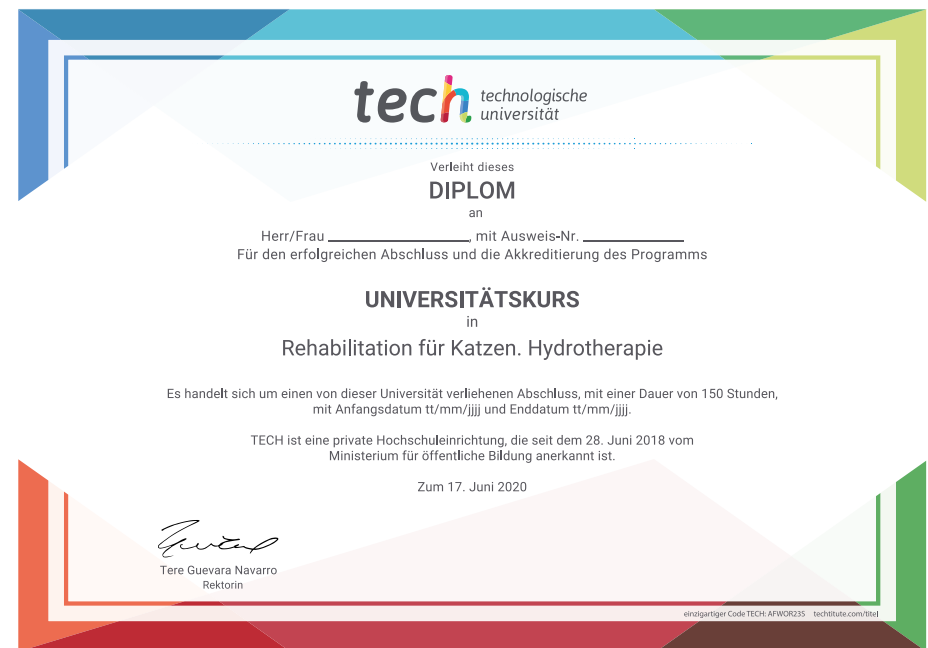 tech technologische
universität
Verleiht dieses
DIPLOM
an
Herr/Frau ____________________, mit Ausweis-Nr. ______________
Für den erfolgreichen Abschluss und die Akkreditierung des Programms
UNIVERSITÄTSKURS
in
Rehabilitation für Katzen. Hydrotherapie
Es handelt sich um einen von dieser Universität verliehenen Abschluss, mit einer Dauer von 150 Stunden,
mit Anfangsdatum tt/mm/jjjj und Enddatum tt/mm/jjjj.
TECH ist eine private Hochschuleinrichtung, die seit dem 28. Juni 2018 vom
Ministerium für öffentliche Bildung anerkannt ist.
Zum 17. Juni 2020
Tere Guevara Navarro
Rektorin
einzigartiger Code TECH: AFWOR23S techtitute.com/titel